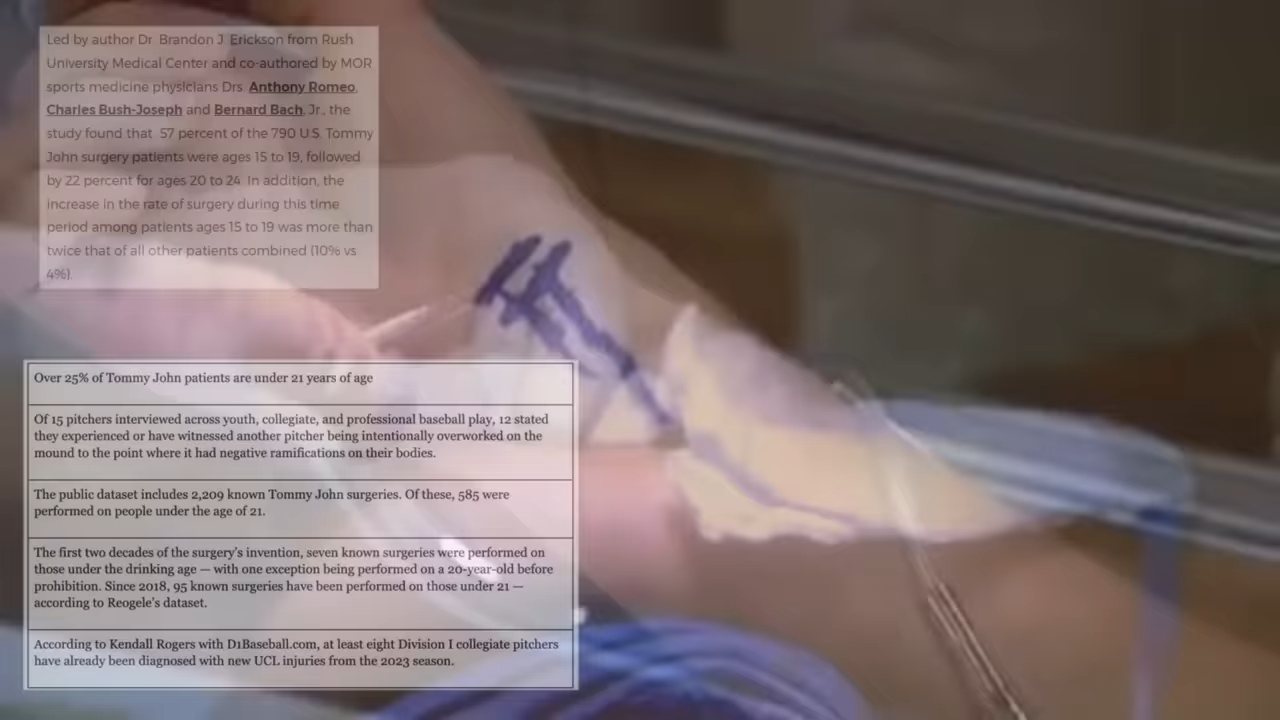 Led by author Dr. Brandon J. Erickson from Rush
University Medical Center and co-authored by MOR
sports medicine physicians Drs. Anthony Romeo,
Charles Bush-Joseph and Bernard Bach, Jr., the
study found that 57 percent of the 790 U.S. Tommy
John surgery patients were ages 15 to 19, followed
by 22 percent for ages 20 to 24. In addition, the
increase in the rate of surgery during this time
period among patients ages 15 to 19 was more than
twice that of all other patients combined (10% vs
4%).
Over 25% of Tommy John patients are under 21 years of age
Of 15 pitchers interviewed across youth, collegiate, and professional baseball play, 12 stated
they experienced or have witnessed another pitcher being intentionally overworked on the
mound to the point where it had negative ramifications on their bodies.
The public dataset includes 2,209 known Tommy John surgeries. Of these, 585 were
performed on people under the age of 21.
The first two decades of the surgery's invention, seven known surgeries were performed on
those under the drinking age — with one exception being performed on a 20-year-old before
prohibition. Since 2018, 95 known surgeries have been performed on those under 21 —
according to Reogele's dataset.
According to Kendall Rogers with D1Baseball.com, at least eight Division I collegiate pitchers
have already been diagnosed with new UCL injuries from the 2023 season.